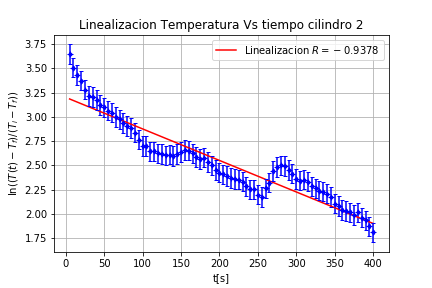 Linealizacion Temperatura Vs tiempo cilindro 2
Linealizacion R = −0.9378
ln((T(t) − T_f)/(T_i − T_f))
3.75
3.50
3.25
3.00
2.75
2.50
2.25
2.00
1.75
0 50 100 150 200 250 300 350 400
t[s]